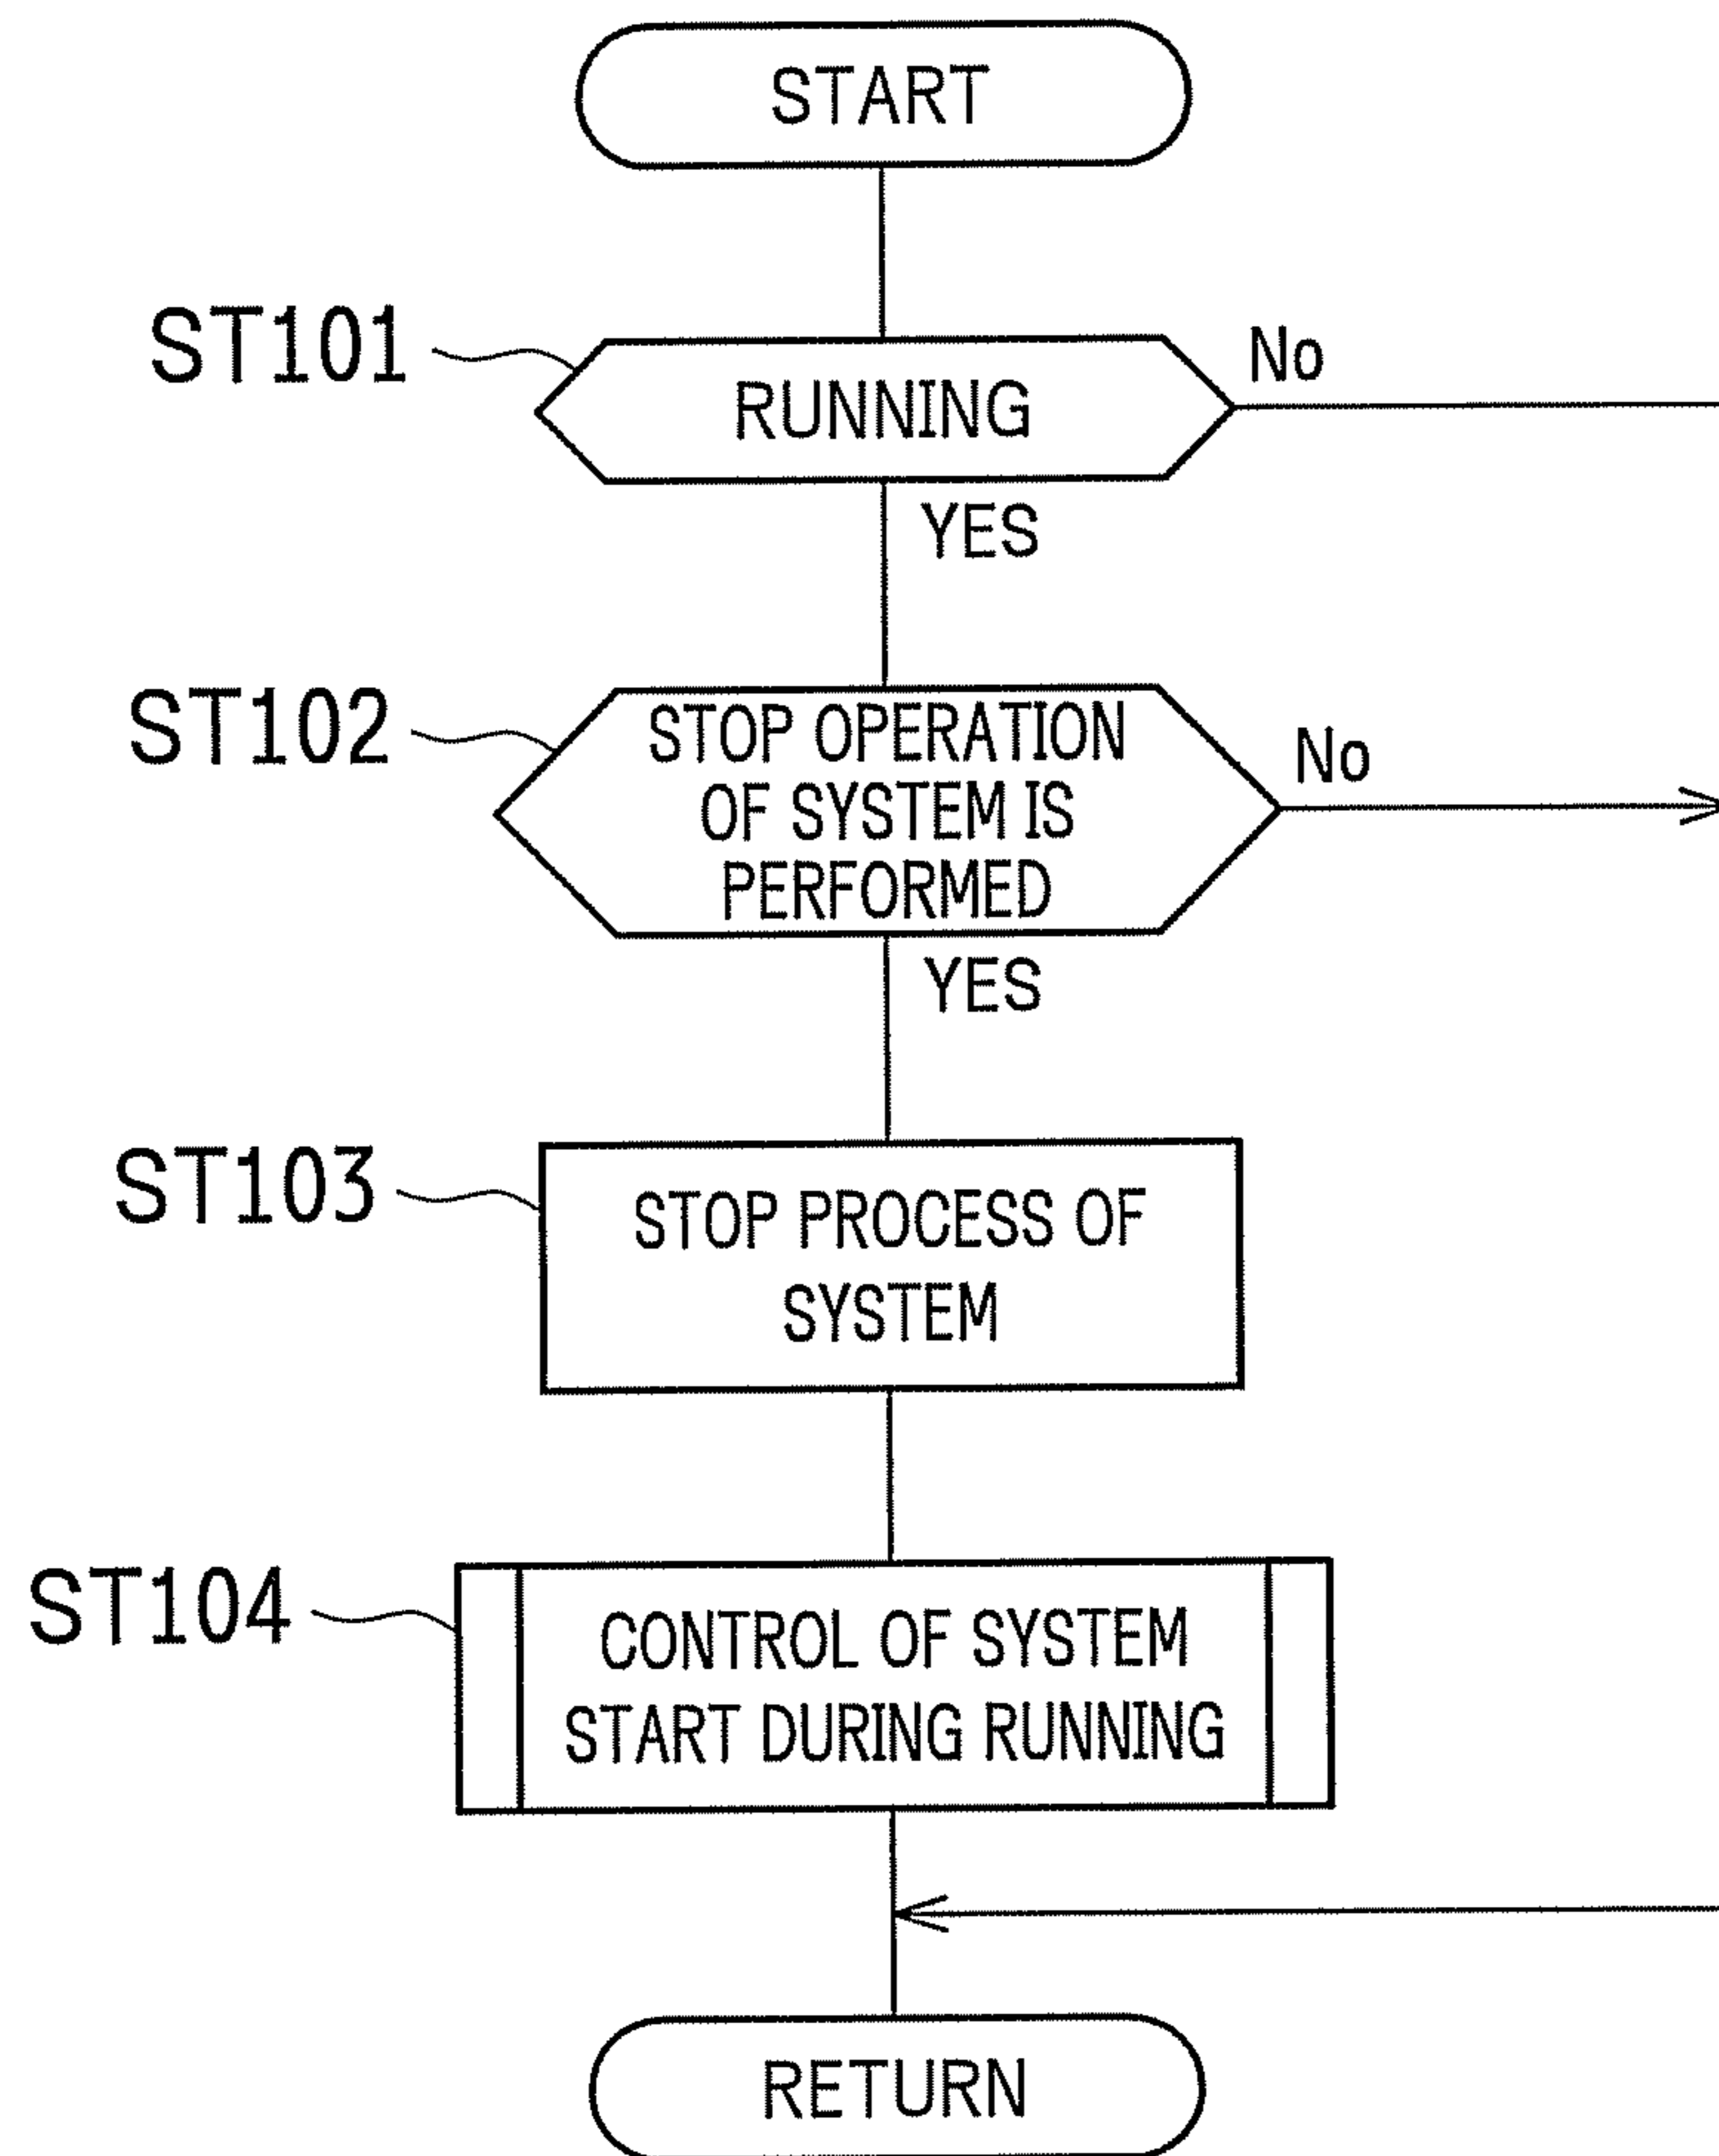 START
ST101
RUNNING
No
YES
ST102
STOP OPERATION
OF SYSTEM IS
PERFORMED
No
YES
ST103
STOP PROCESS OF
SYSTEM
ST104
CONTROL OF SYSTEM
START DURING RUNNING
RETURN